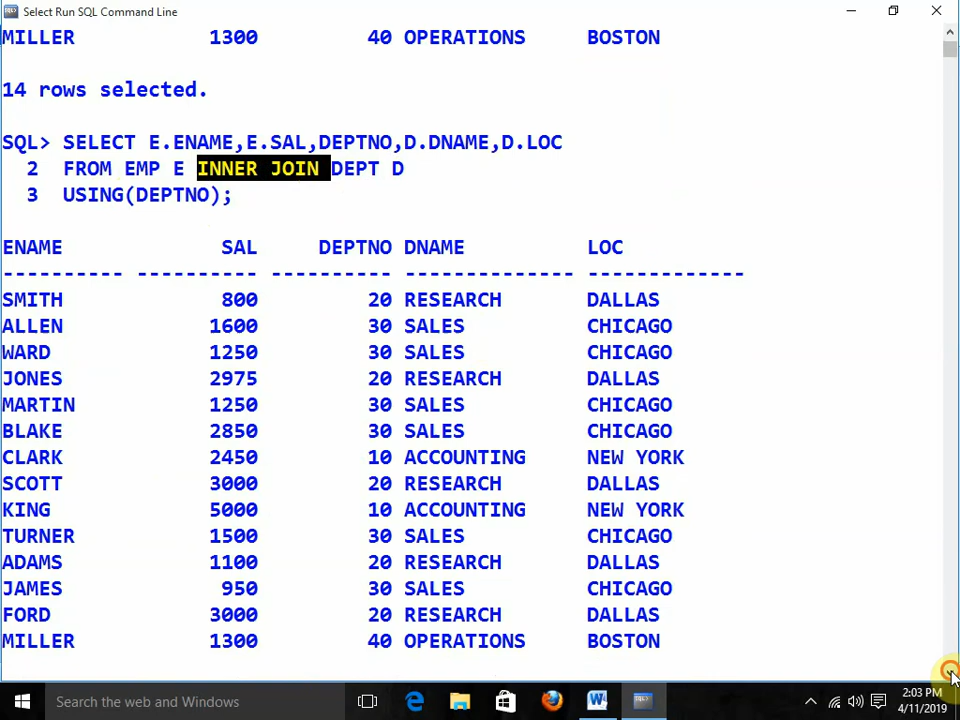 Select Run SQL Command Line
MILLER           1300         40 OPERATIONS     BOSTON
14 rows selected.
SQL> SELECT E.ENAME,E.SAL,DEPTNO,D.DNAME,D.LOC
  2  FROM EMP E INNER JOIN DEPT D
  3  USING(DEPTNO);
ENAME             SAL     DEPTNO DNAME          LOC
---------- ---------- ---------- -------------- -------------
SMITH             800         20 RESEARCH       DALLAS
ALLEN            1600         30 SALES          CHICAGO
WARD             1250         30 SALES          CHICAGO
JONES            2975         20 RESEARCH       DALLAS
MARTIN           1250         30 SALES          CHICAGO
BLAKE            2850         30 SALES          CHICAGO
CLARK            2450         10 ACCOUNTING     NEW YORK
SCOTT            3000         20 RESEARCH       DALLAS
KING             5000         10 ACCOUNTING     NEW YORK
TURNER           1500         30 SALES          CHICAGO
ADAMS            1100         20 RESEARCH       DALLAS
JAMES             950         30 SALES          CHICAGO
FORD             3000         20 RESEARCH       DALLAS
MILLER           1300         40 OPERATIONS     BOSTON
Search the web and Windows
2:03 PM
4/11/2019